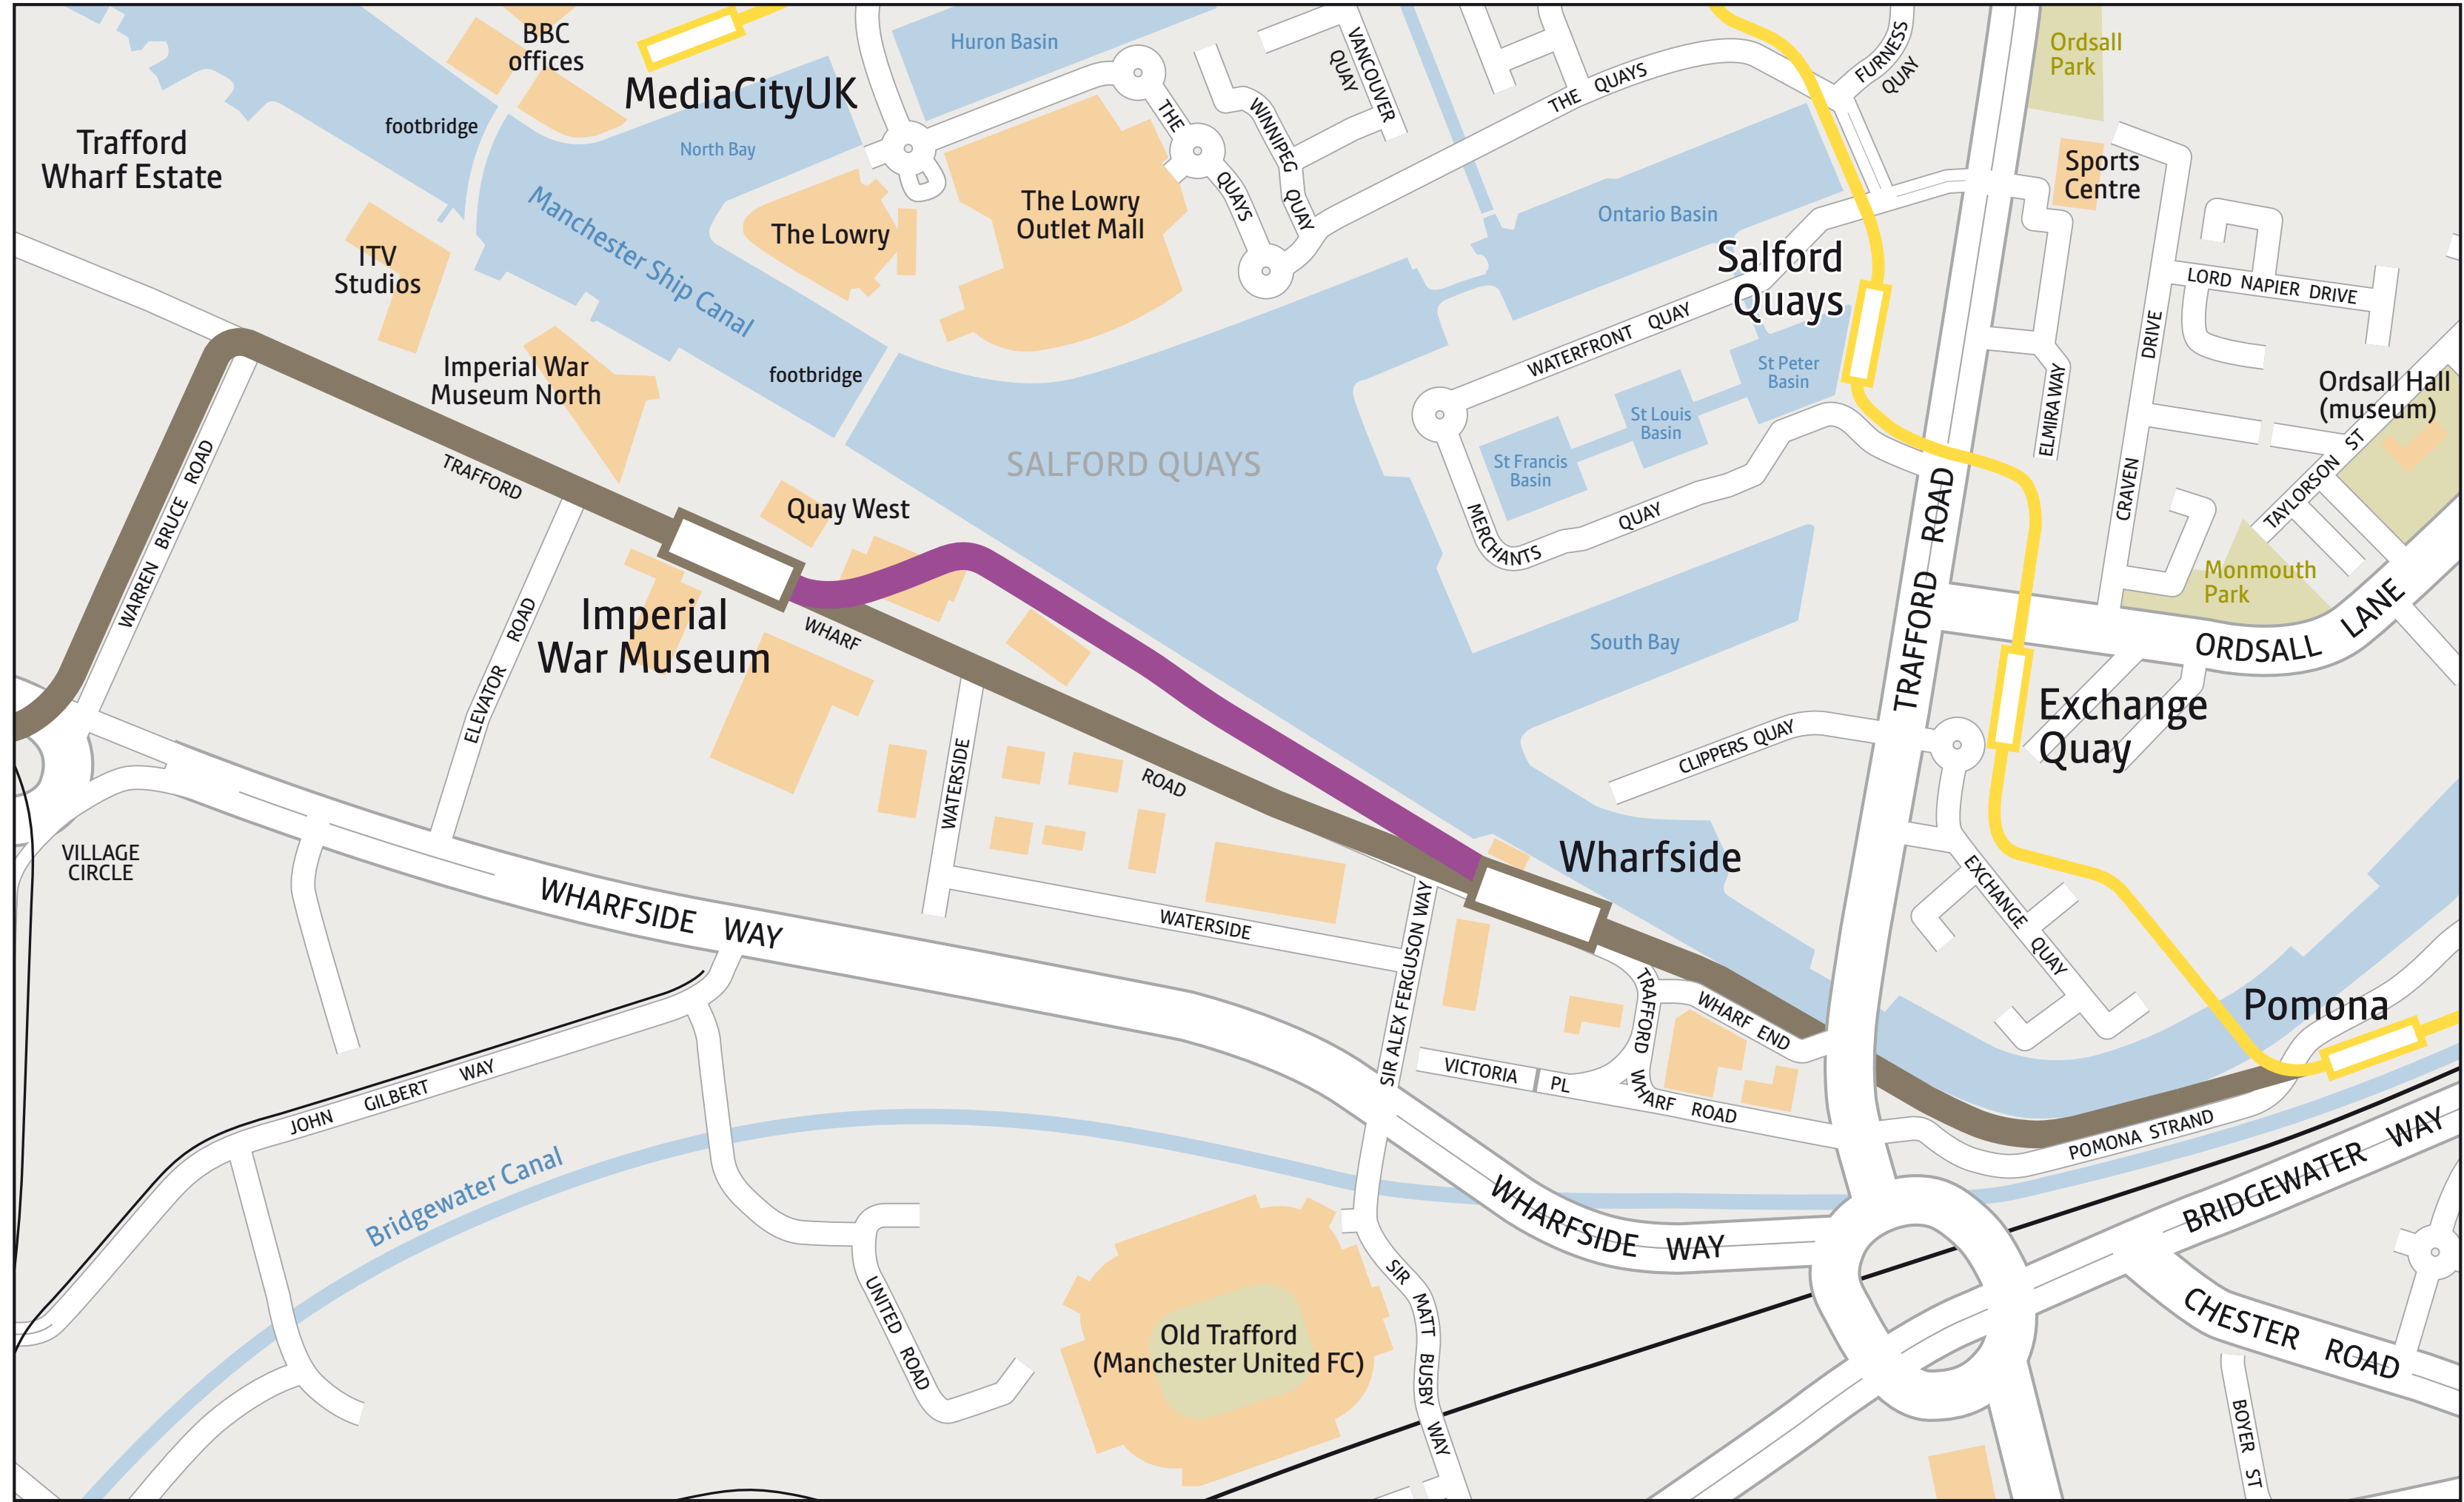 BBC
offices
MediaCityUK
Huron Basin
VANCOUVER
QUAY
THE QUAYS
FURNESS
QUAY
Ordsall
Park
Trafford
Wharf Estate
footbridge
North Bay
THE
QUAYS
WINNIPEG QUAY
Sports
Centre
Manchester Ship Canal
The Lowry
The Lowry
Outlet Mall
Ontario Basin
Salford
Quays
ITV
Studios
LORD NAPIER DRIVE
Imperial War
Museum North
footbridge
WATERFRONT QUAY
St Peter
Basin
St Louis
Basin
St Francis
Basin
ELMIRA WAY
CRAVEN DRIVE
Ordsall Hall
(museum)
TAYLORSON ST
SALFORD QUAYS
TRAFFORD
WARREN BRUCE ROAD
Quay West
MERCHANTS QUAY
TRAFFORD ROAD
Monmouth
Park
ORDSALL LANE
Imperial
War Museum
WHARF
ELEVATOR ROAD
South Bay
Exchange
Quay
CLIPPERS QUAY
WATERSIDE
ROAD
VILLAGE
CIRCLE
Wharfside
WHARFSIDE WAY
WATERSIDE
SIR ALEX FERGUSON WAY
EXCHANGE QUAY
Pomona
TRAFFORD
WHARF END
JOHN GILBERT WAY
VICTORIA PL
WHARF ROAD
POMONA STRAND
BRIDGEWATER WAY
Bridgewater Canal
WHARFSIDE WAY
UNITED ROAD
SIR MATT BUSBY WAY
Old Trafford
(Manchester United FC)
CHESTER ROAD
BOYER ST